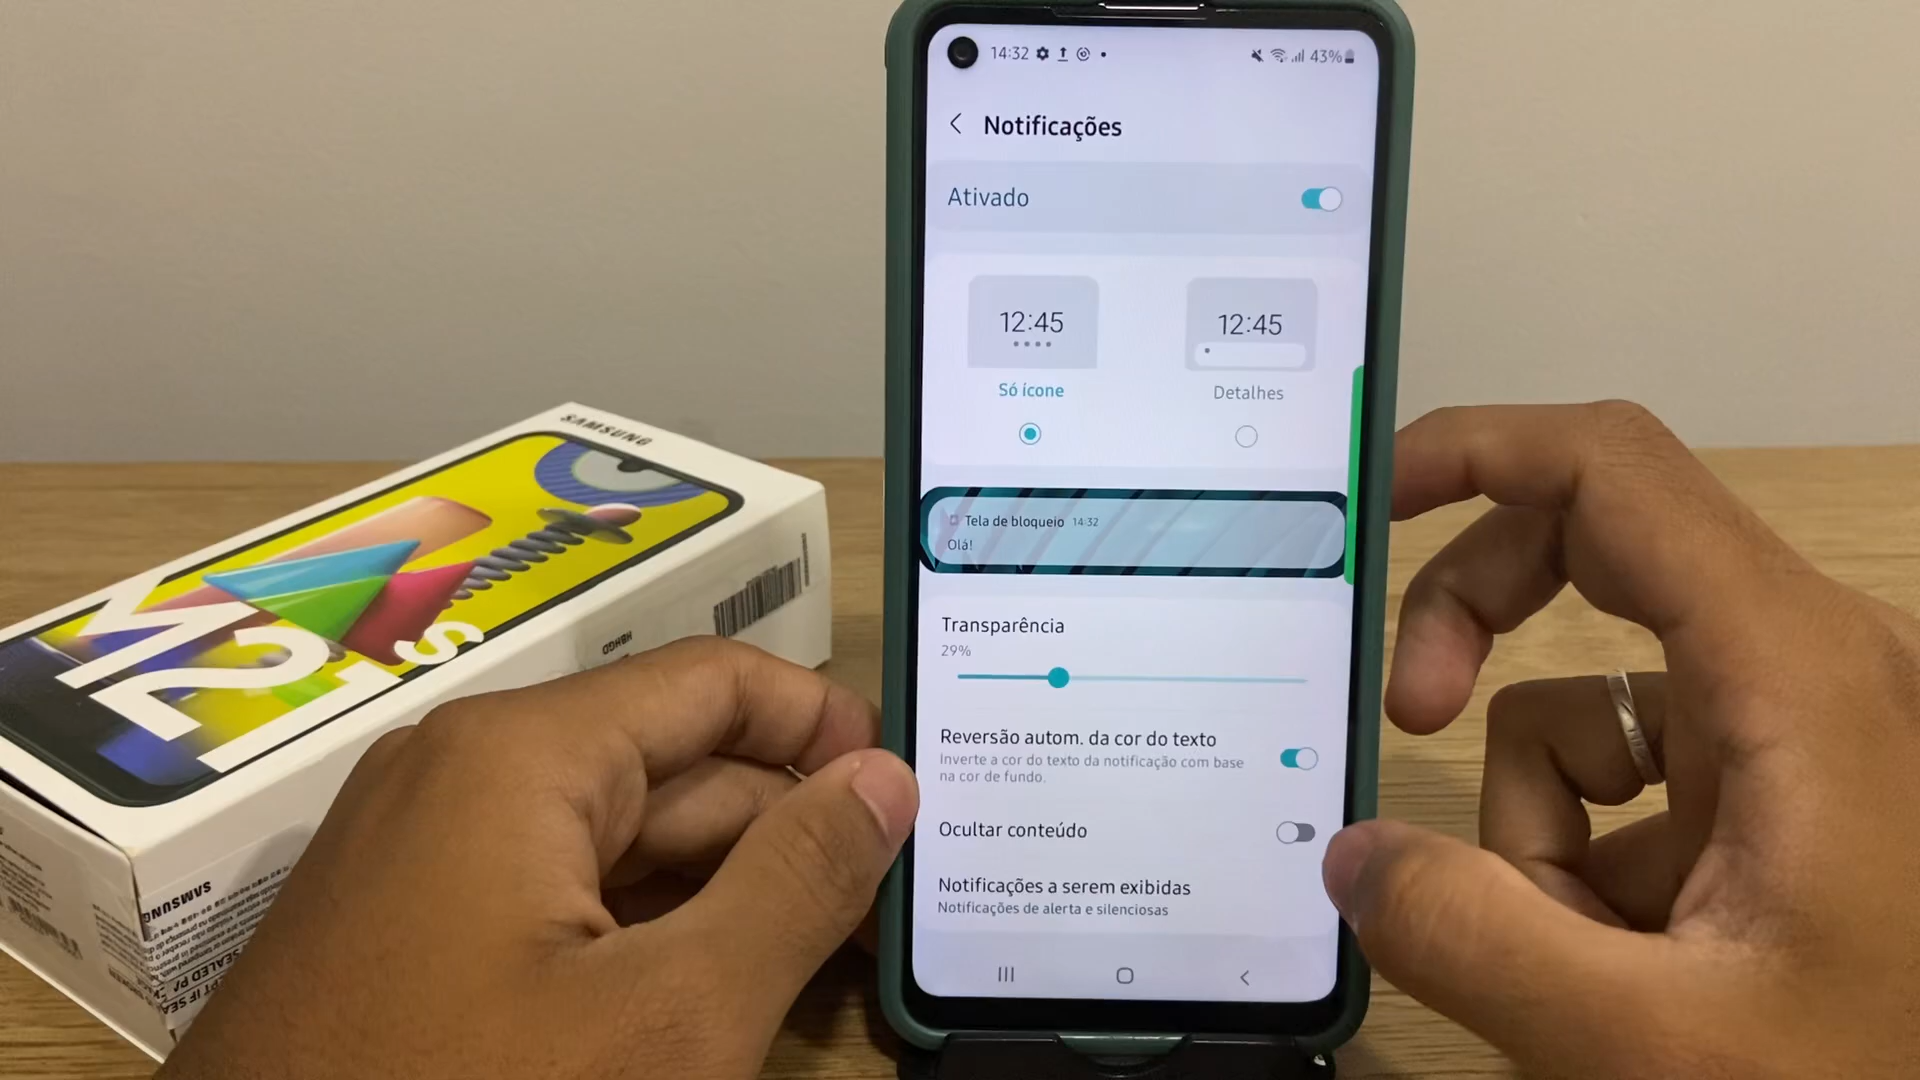 14:32
43%
Notificações
Ativado
12:45
12:45
Só ícone
Detalhes
Tela de bloqueio 14:32
Olá!
Transparência
29%
Reversão autom. da cor do texto
Inverte a cor do texto da notificação com base
na cor de fundo.
Ocultar conteúdo
Notificações a serem exibidas
Notificações de alerta e silenciosas
SAMSUNG
M21s
SAMSUNG